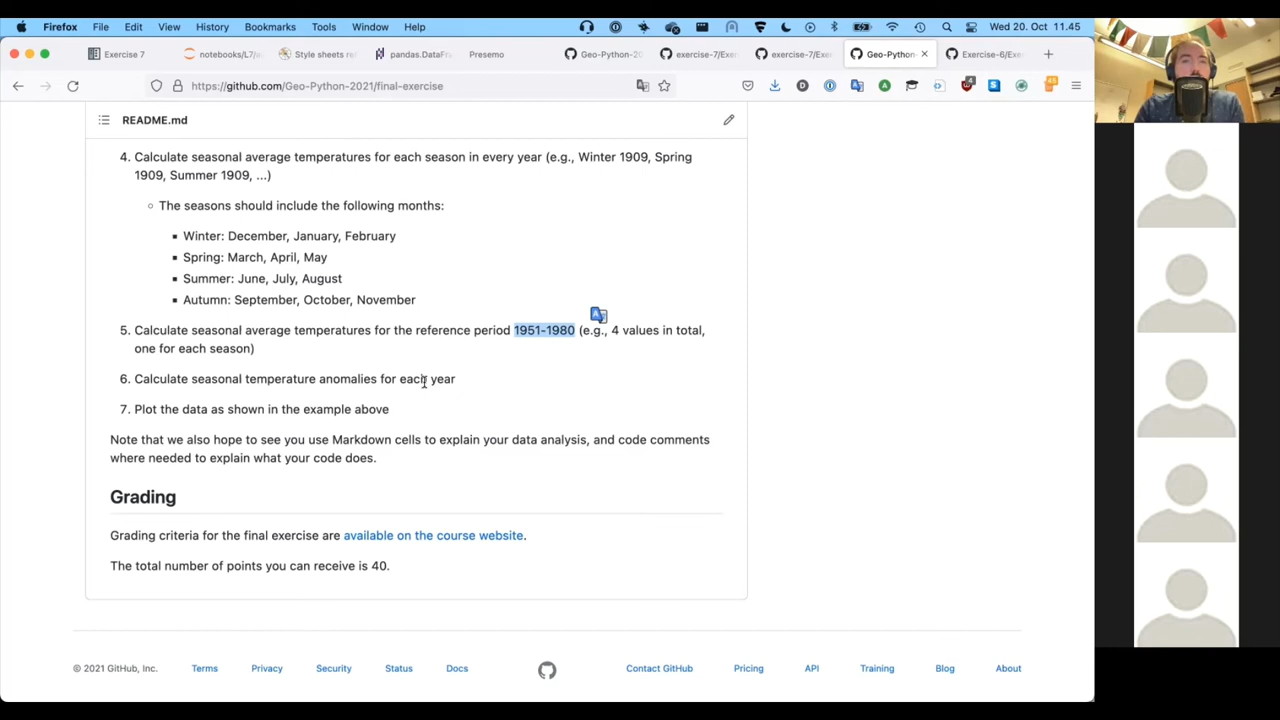 Firefox File Edit View History Bookmarks Tools Window Help Wed 20. Oct 11.45
Exercise 7 notebooks/L7/ Style sheets re pandas.DataFra Presemo Geo-Python-20 exercise-7/Exer exercise-7/Exer Geo-Python- Exercise-6/Exe
https://github.com/Geo-Python-2021/final-exercise
README.md
4. Calculate seasonal average temperatures for each season in every year (e.g., Winter 1909, Spring
1909, Summer 1909, ...)
The seasons should include the following months:
Winter: December, January, February
Spring: March, April, May
Summer: June, July, August
Autumn: September, October, November
5. Calculate seasonal average temperatures for the reference period 1951-1980 (e.g., 4 values in total,
one for each season)
6. Calculate seasonal temperature anomalies for each year
7. Plot the data as shown in the example above
Note that we also hope to see you use Markdown cells to explain your data analysis, and code comments
where needed to explain what your code does.
Grading
Grading criteria for the final exercise are available on the course website.
The total number of points you can receive is 40.
© 2021 GitHub, Inc. Terms Privacy Security Status Docs Contact GitHub Pricing API Training Blog About